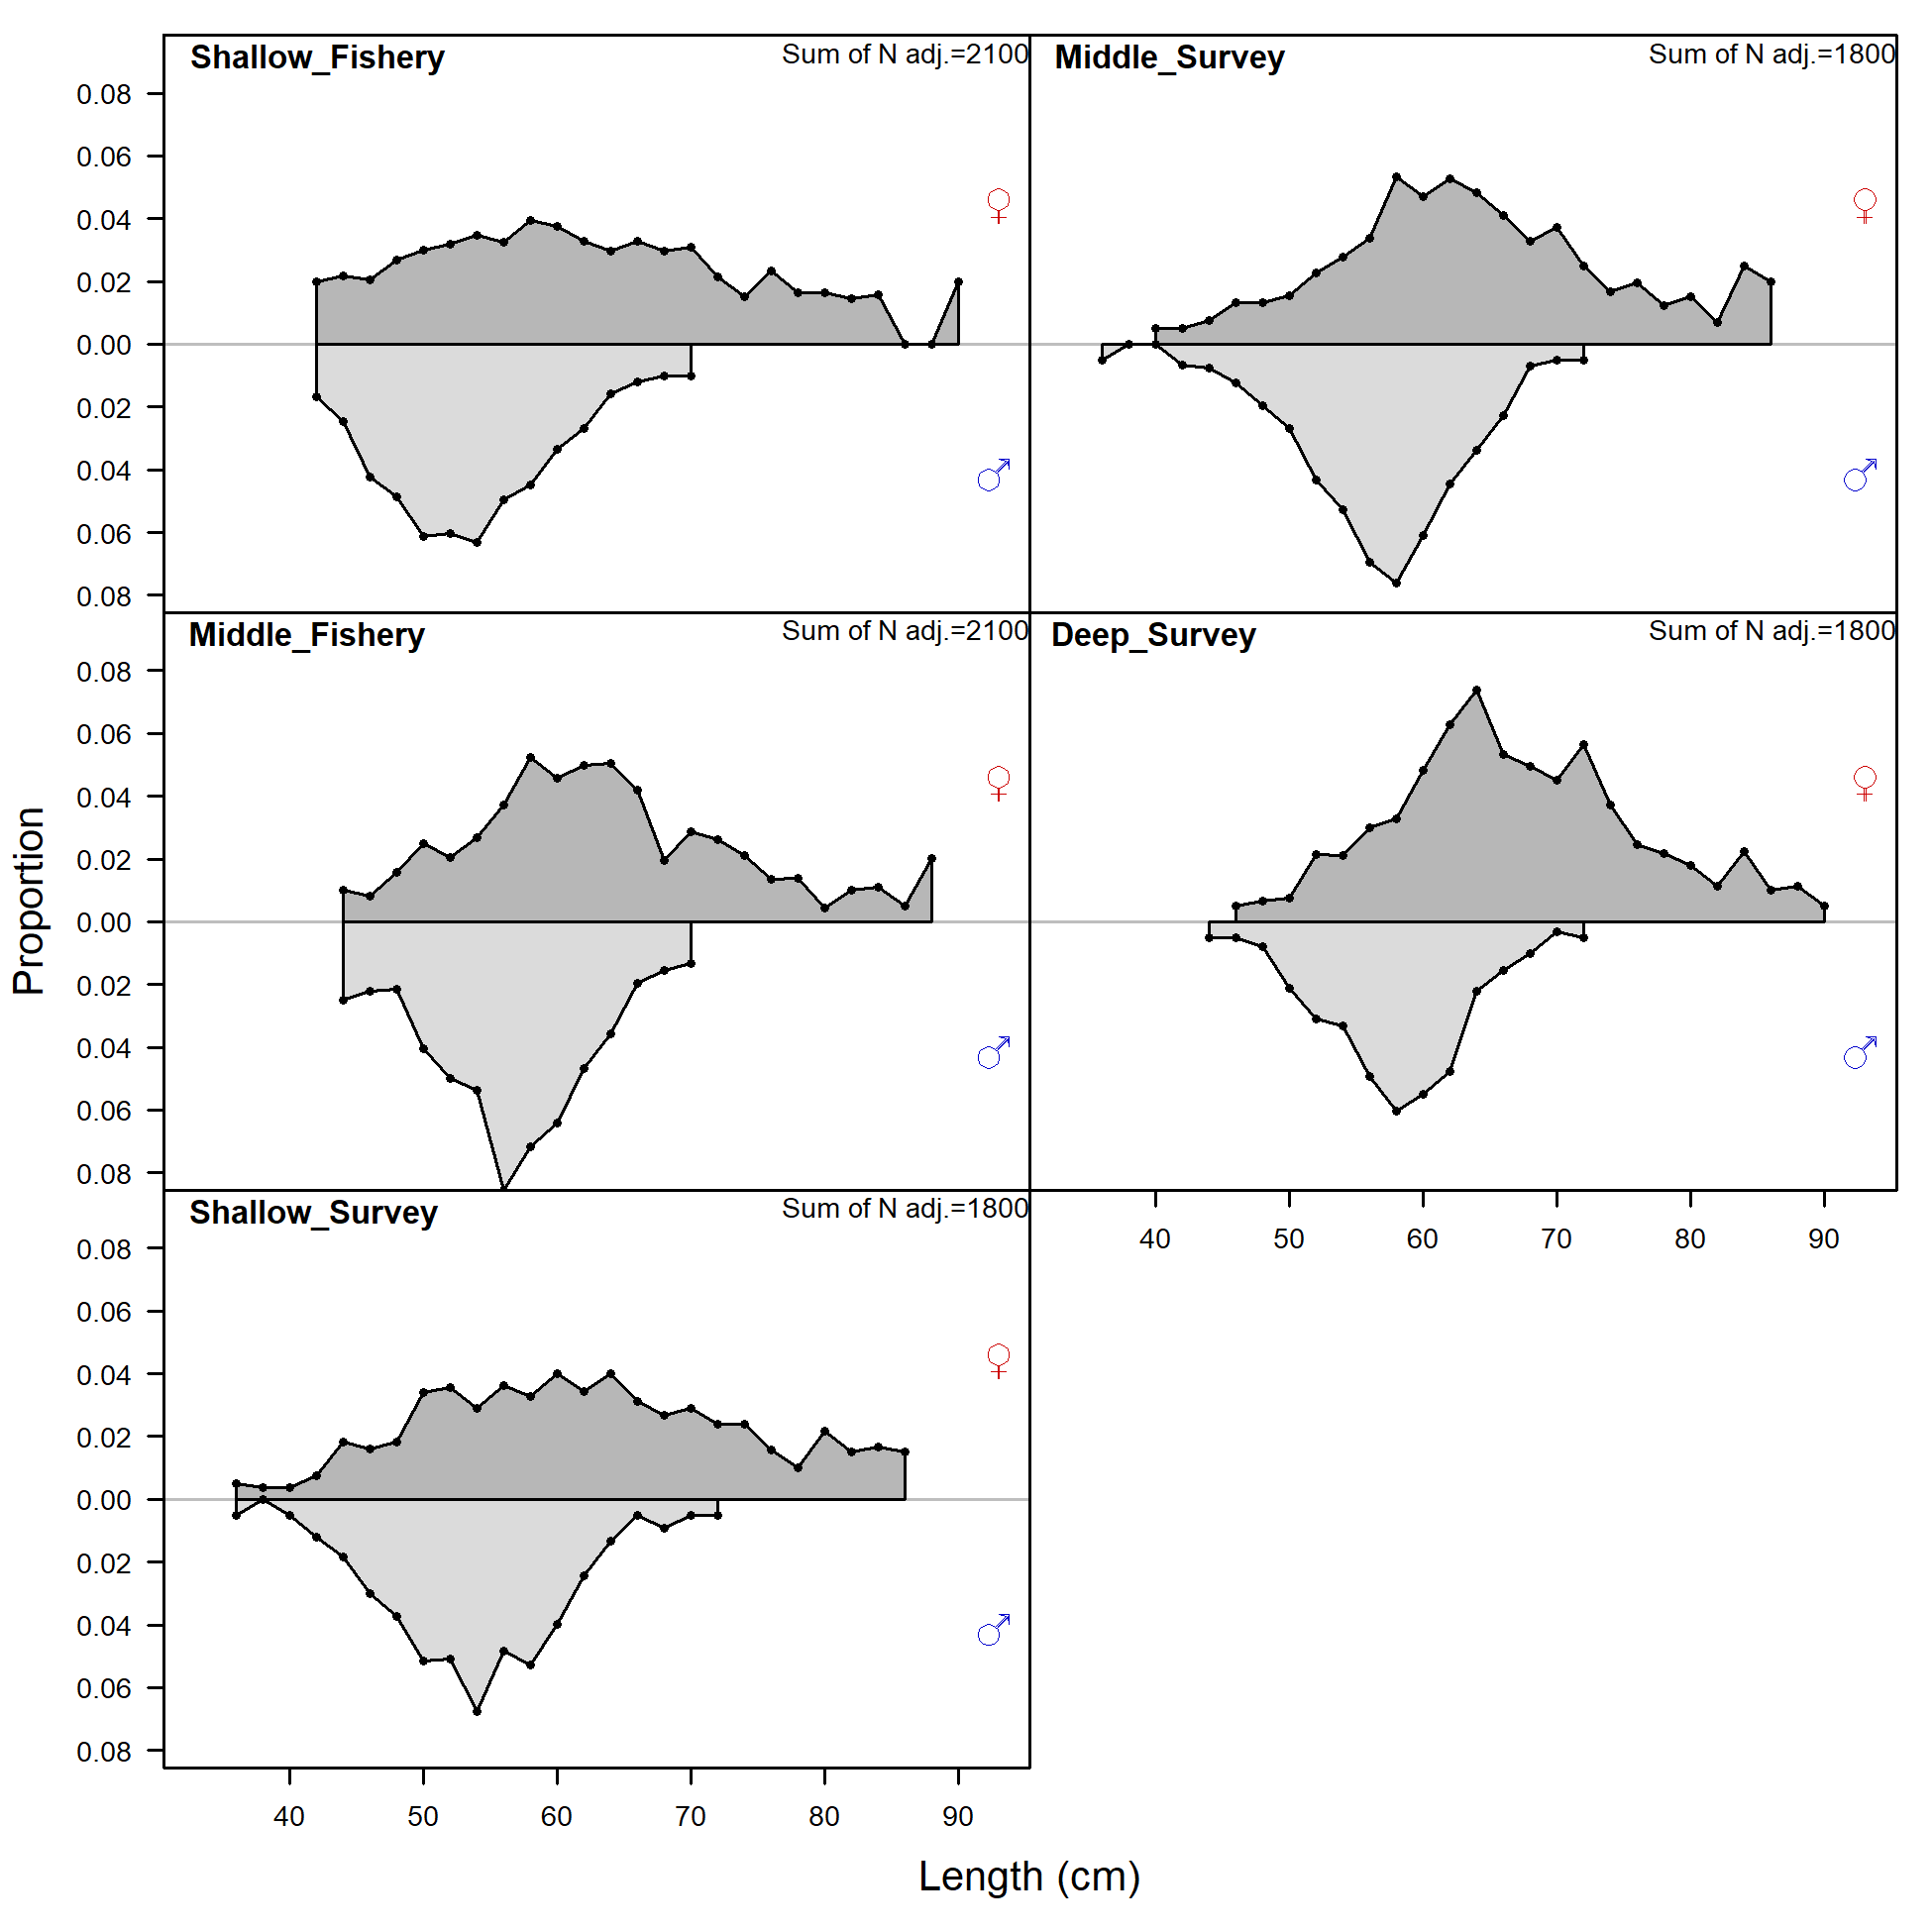 Shallow_Fishery
Sum of N adj.=2100
0.08
0.06
0.04
0.02
0.00
0.02
0.04
0.06
0.08
♀
♂
Middle_Survey
Sum of N adj.=1800
♀
♂
Middle_Fishery
Sum of N adj.=2100
0.08
0.06
0.04
0.02
0.00
0.02
0.04
0.06
0.08
♀
♂
Deep_Survey
Sum of N adj.=1800
♀
♂
40 50 60 70 80 90
Shallow_Survey
Sum of N adj.=1800
0.08
0.06
0.04
0.02
0.00
0.02
0.04
0.06
0.08
♀
♂
40 50 60 70 80 90
Proportion
Length (cm)